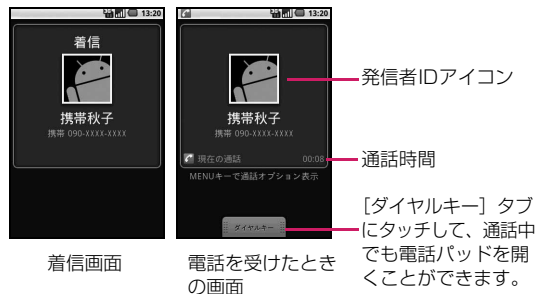 13:20
着信
携帯秋子
携帯 090-XXXX-XXXX
着信画面
13:20
携帯秋子
携帯 090-XXXX-XXXX
現在の通話 00:08
MENUキーで通話オプション表示
ダイヤルキー
電話を受けたとき
の画面
発信者IDアイコン
通話時間
[ダイヤルキー] タブ
にタッチして、通話中
でも電話パッドを開
くことができます。